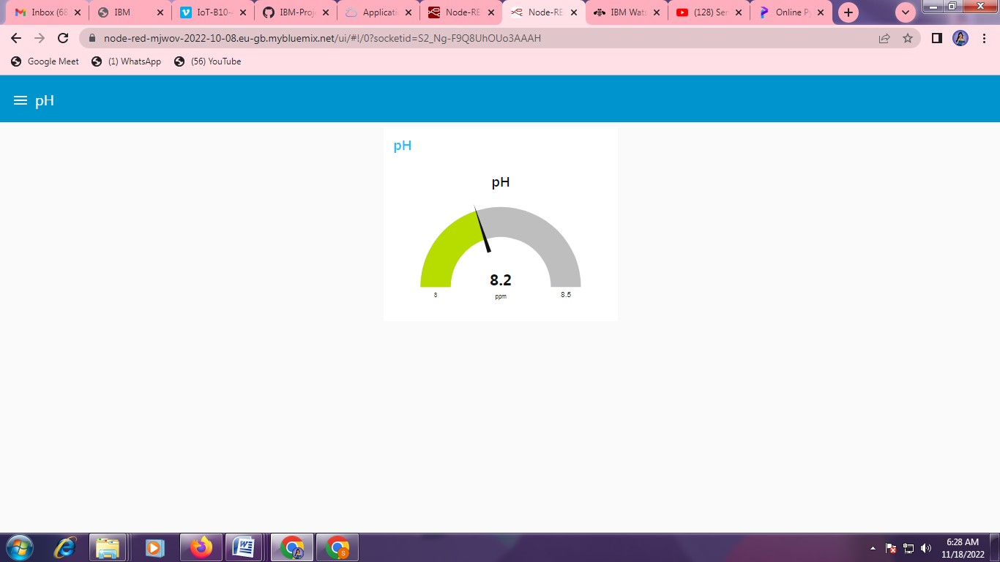 Inbox (68
IBM
IoT-B10-
IBM-Proj
Applicati
Node-RE
Node-RE
IBM Wats
(128) Ser
Online Py
node-red-mjwov-2022-10-08.eu-gb.mybluemix.net/ui/#!/0?socketid=S2_Ng-F9Q8UhOUo3AAAH
Google Meet
(1) WhatsApp
(56) YouTube
pH
pH
pH
8.2
8
ppm
8.5
6:28 AM
11/18/2022